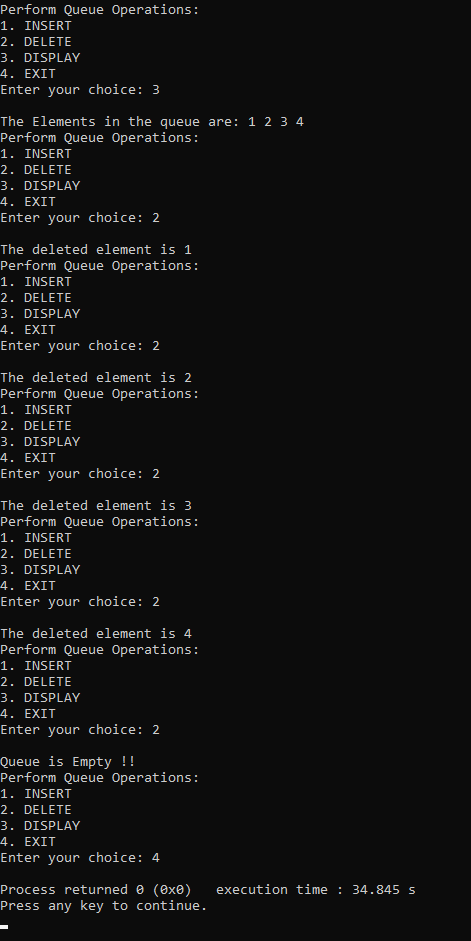 Perform Queue Operations:
1. INSERT
2. DELETE
3. DISPLAY
4. EXIT
Enter your choice: 3
The Elements in the queue are: 1 2 3 4
Perform Queue Operations:
1. INSERT
2. DELETE
3. DISPLAY
4. EXIT
Enter your choice: 2
The deleted element is 1
Perform Queue Operations:
1. INSERT
2. DELETE
3. DISPLAY
4. EXIT
Enter your choice: 2
The deleted element is 2
Perform Queue Operations:
1. INSERT
2. DELETE
3. DISPLAY
4. EXIT
Enter your choice: 2
The deleted element is 3
Perform Queue Operations:
1. INSERT
2. DELETE
3. DISPLAY
4. EXIT
Enter your choice: 2
The deleted element is 4
Perform Queue Operations:
1. INSERT
2. DELETE
3. DISPLAY
4. EXIT
Enter your choice: 2
Queue is Empty !!
Perform Queue Operations:
1. INSERT
2. DELETE
3. DISPLAY
4. EXIT
Enter your choice: 4
Process returned 0 (0x0)   execution time : 34.845 s
Press any key to continue.